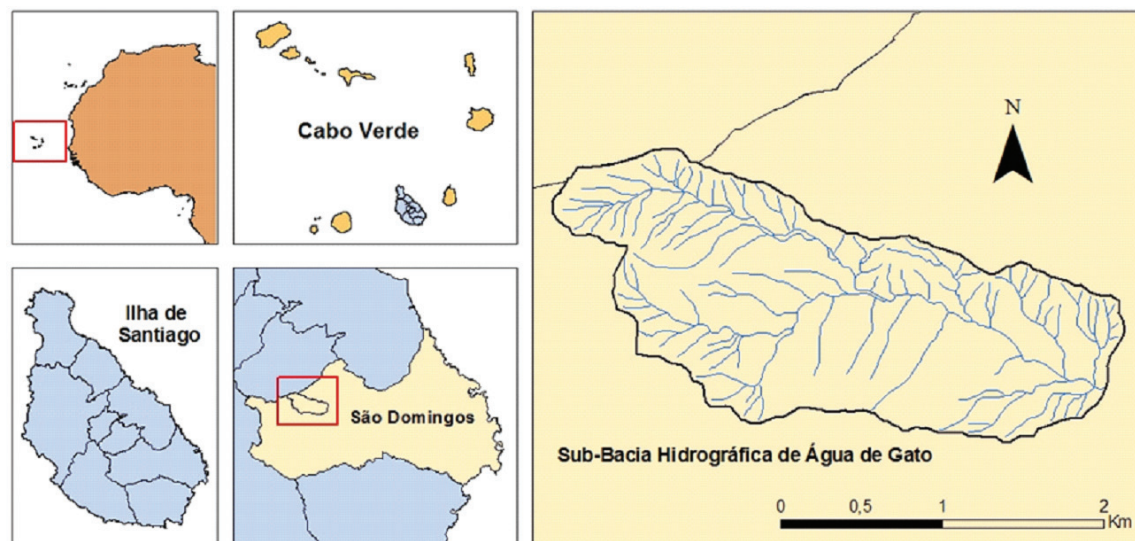 Cabo Verde
Ilha de
Santiago
São Domingos
N
Sub-Bacia Hidrográfica de Água de Gato
0 0,5 1 2
Km